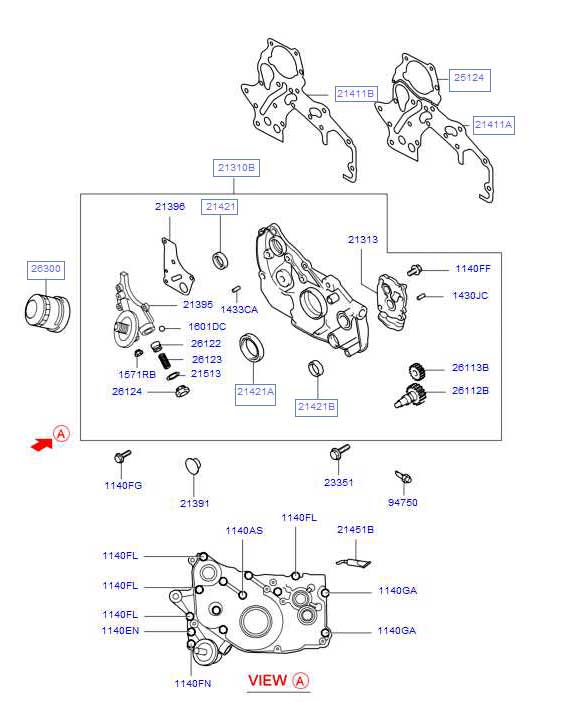 21411B
25124
21411A
21310B
21396
21421
21313
26300
1140FF
1430JC
21395
1433CA
1601DC
26122
26123
21513
1571RB
26124
21421A
21421B
26113B
26112B
A
1140FG
21391
23351
94750
1140FL
1140AS
21451B
1140FL
1140FL
1140GA
1140FL
1140EN
1140GA
1140FN
VIEW A